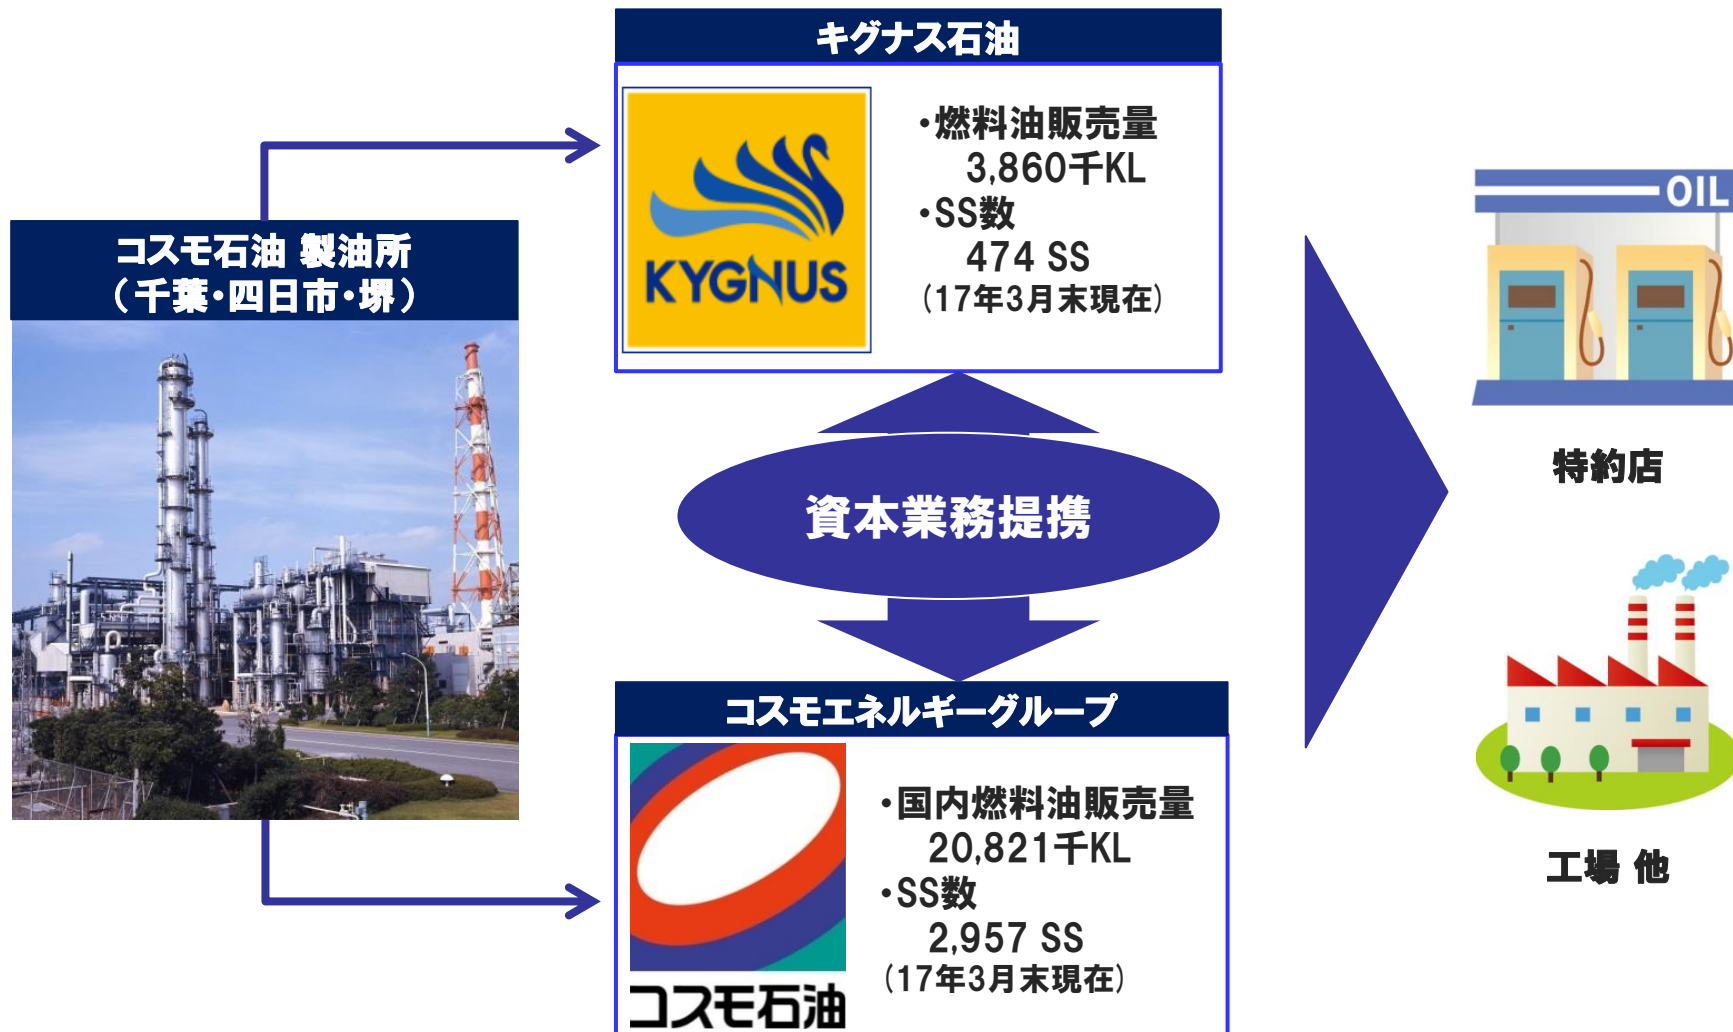 キグナス石油
KYGNUS
・燃料油販売量
3,860千KL
・SS数
474 SS
(17年3月末現在)
コスモ石油 製油所
(千葉・四日市・堺)
資本業務提携
コスモエネルギーグループ
コスモ石油
・国内燃料油販売量
20,821千KL
・SS数
2,957 SS
(17年3月末現在)
OIL
特約店
工場 他